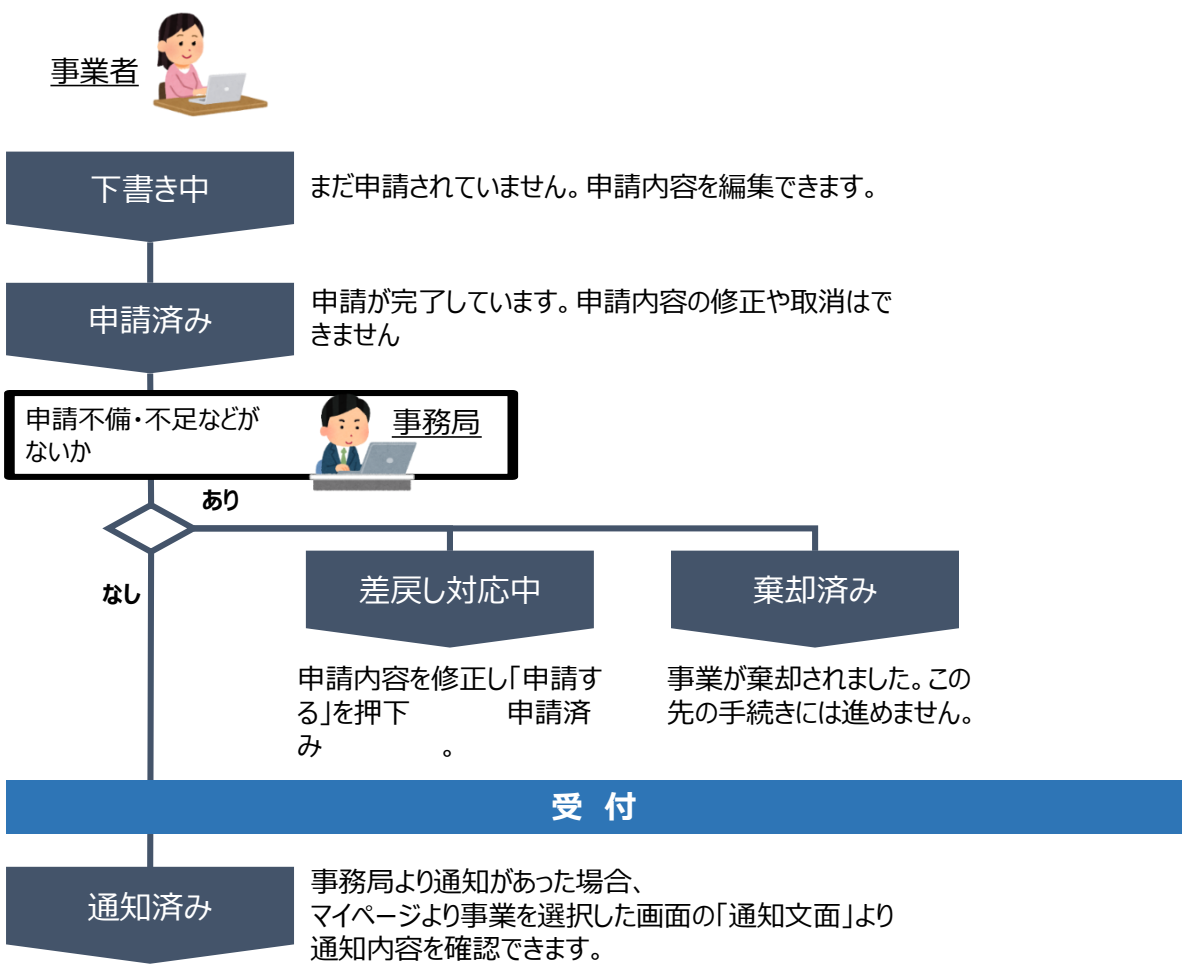 事業者
下書き中
まだ申請されていません。申請内容を編集できます。
申請済み
申請が完了しています。申請内容の修正や取消はで
きません
申請不備・不足などが
ないか
事務局
あり
なし
差戻し対応中
申請内容を修正し「申請す
る」を押下 申請済
み 。
棄却済み
事業が棄却されました。この
先の手続きには進めません。
受 付
通知済み
事務局より通知があった場合、
マイページより事業を選択した画面の「通知文面」より
通知内容を確認できます。